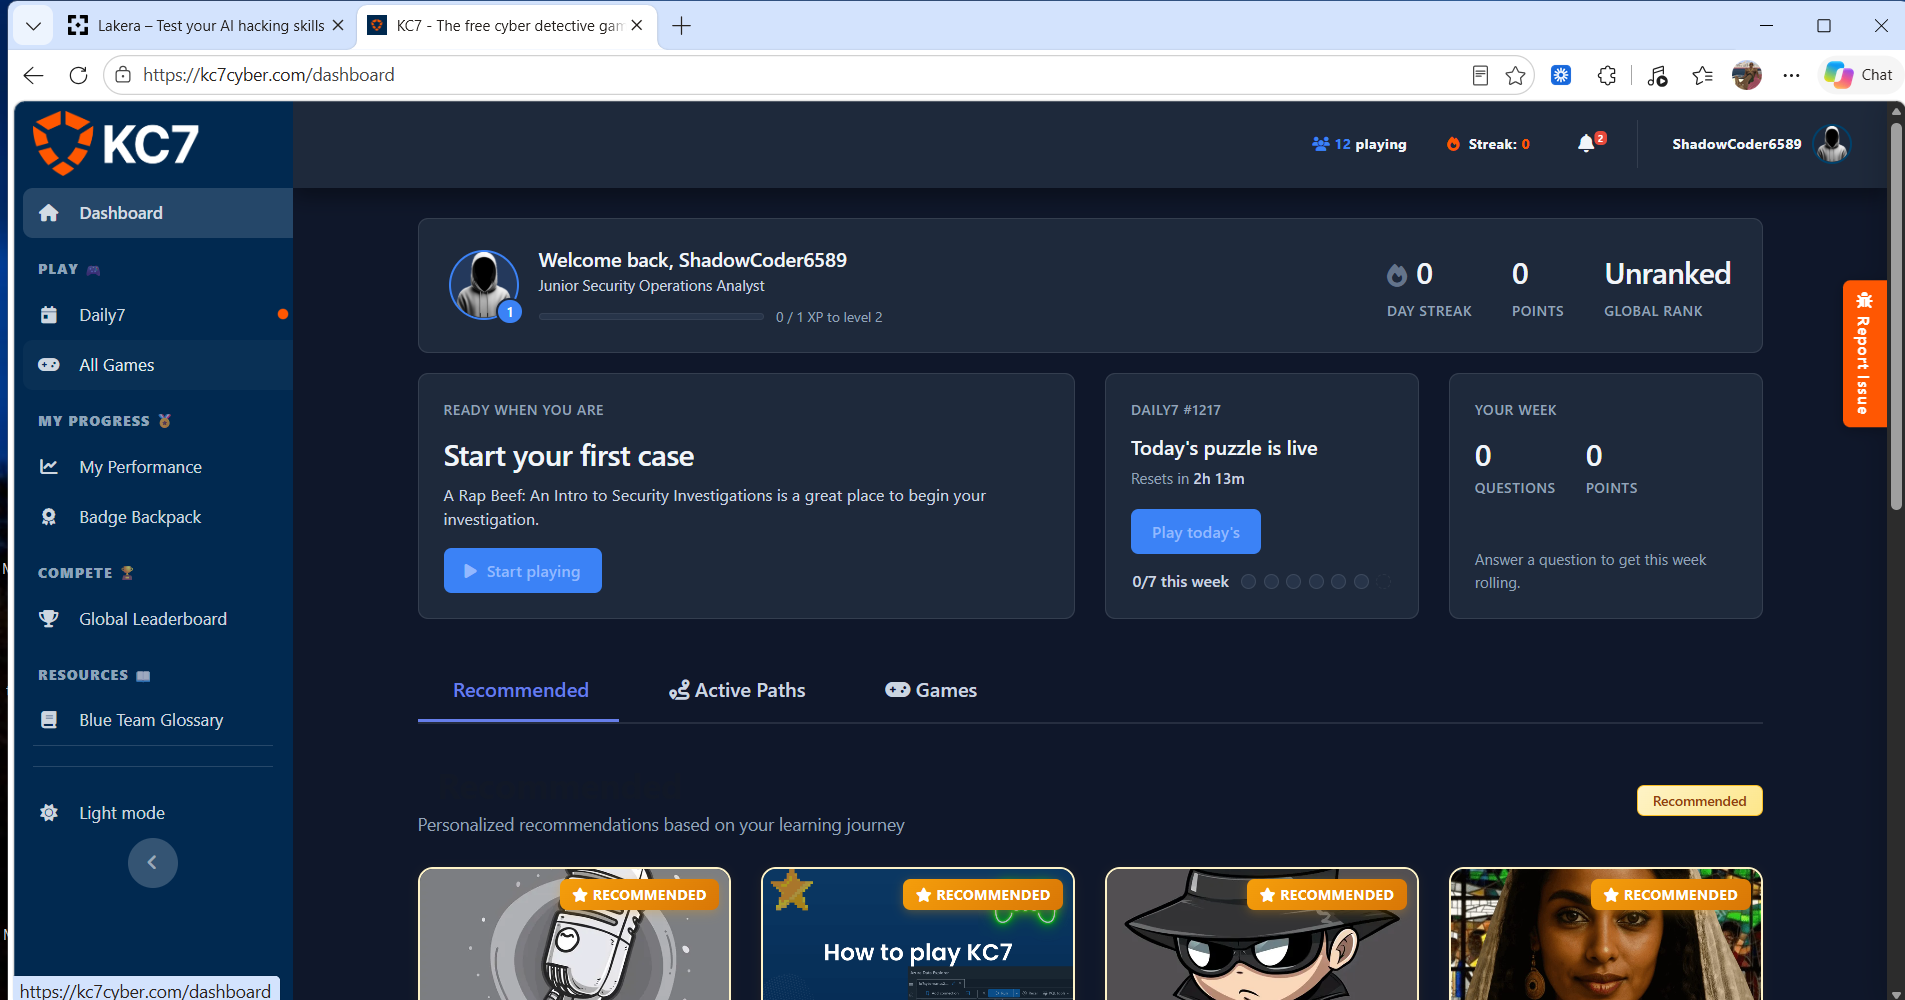 Lakera – Test your AI hacking skills
KC7 - The free cyber detective gam
https://kc7cyber.com/dashboard
Chat
KC7
12 playing
Streak: 0
2
ShadowCoder6589
Dashboard
PLAY
Daily7
All Games
MY PROGRESS
My Performance
Badge Backpack
COMPETE
Global Leaderboard
RESOURCES
Blue Team Glossary
Light mode
Welcome back, ShadowCoder6589
Junior Security Operations Analyst
1
0 / 1 XP to level 2
0
DAY STREAK
0
POINTS
Unranked
GLOBAL RANK
Report Issue
READY WHEN YOU ARE
Start your first case
A Rap Beef: An Intro to Security Investigations is a great place to begin your
investigation.
Start playing
DAILY7 #1217
Today's puzzle is live
Resets in 2h 13m
Play today's
0/7 this week
YOUR WEEK
0
QUESTIONS
0
POINTS
Answer a question to get this week
rolling.
Recommended
Active Paths
Games
Recommended
Personalized recommendations based on your learning journey
RECOMMENDED
RECOMMENDED
How to play KC7
RECOMMENDED
RECOMMENDED
https://kc7cyber.com/dashboard